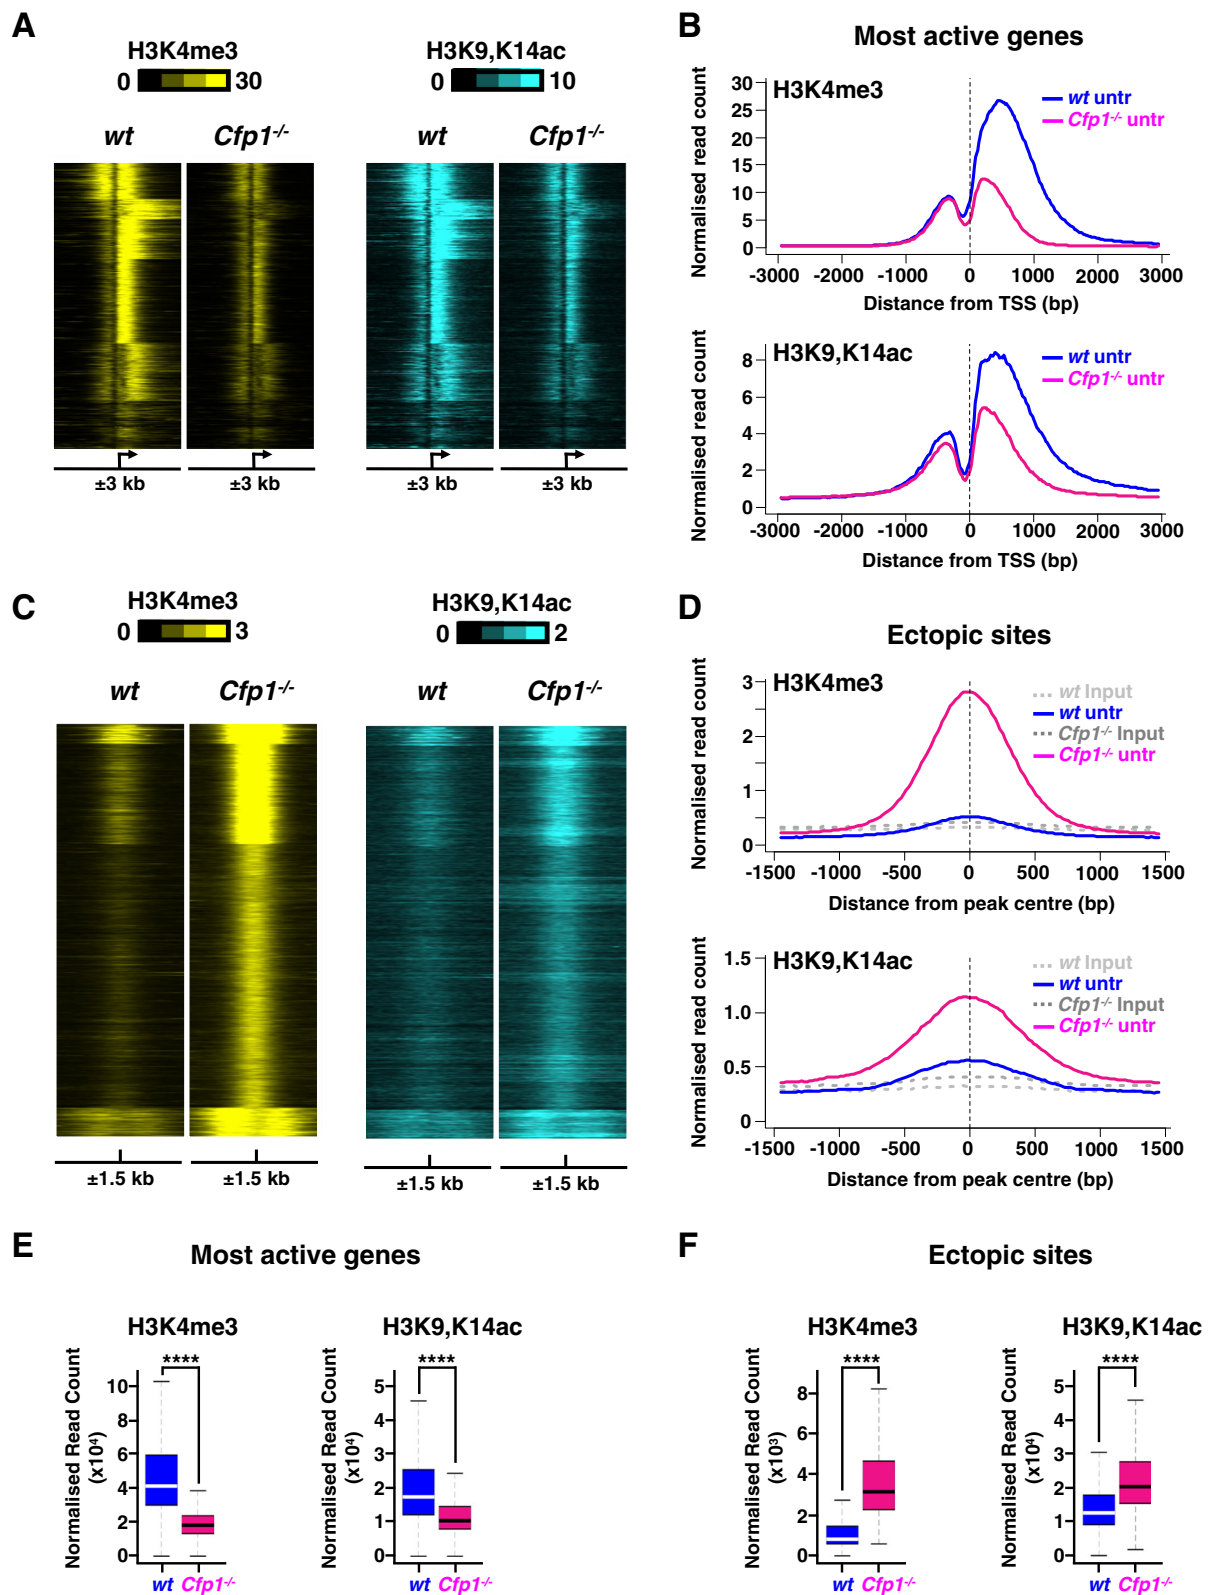 A
H3K4me3
0 30
H3K9,K14ac
0 10
wt Cfp1-/- wt Cfp1-/-
±3 kb ±3 kb ±3 kb ±3 kb
B
Most active genes
H3K4me3
wt untr
Cfp1-/- untr
Normalised read count
30
25
20
15
10
5
0
-3000 -2000 -1000 0 1000 2000 3000
Distance from TSS (bp)
H3K9,K14ac
wt untr
Cfp1-/- untr
Normalised read count
8
6
4
2
0
-3000 -2000 -1000 0 1000 2000 3000
Distance from TSS (bp)
C
H3K4me3
0 3
H3K9,K14ac
0 2
wt Cfp1-/- wt Cfp1-/-
±1.5 kb ±1.5 kb ±1.5 kb ±1.5 kb
D
Ectopic sites
H3K4me3
wt Input
wt untr
Cfp1-/- Input
Cfp1-/- untr
Normalised read count
3
2
1
0
-1500 -1000 -500 0 500 1000 1500
Distance from peak centre (bp)
H3K9,K14ac
wt Input
wt untr
Cfp1-/- Input
Cfp1-/- untr
Normalised read count
1.5
1.0
0.5
0
-1500 -1000 -500 0 500 1000 1500
Distance from peak centre (bp)
E
Most active genes
H3K4me3
****
Normalised Read Count
(x10⁴)
10
6
4
2
0
wt Cfp1-/-
H3K9,K14ac
****
Normalised Read Count
(x10⁴)
5
4
3
2
1
0
wt Cfp1-/-
F
Ectopic sites
H3K4me3
****
Normalised Read Count
(x10³)
8
6
4
2
0
wt Cfp1-/-
H3K9,K14ac
****
Normalised Read Count
(x10⁴)
5
4
3
2
1
0
wt Cfp1-/-